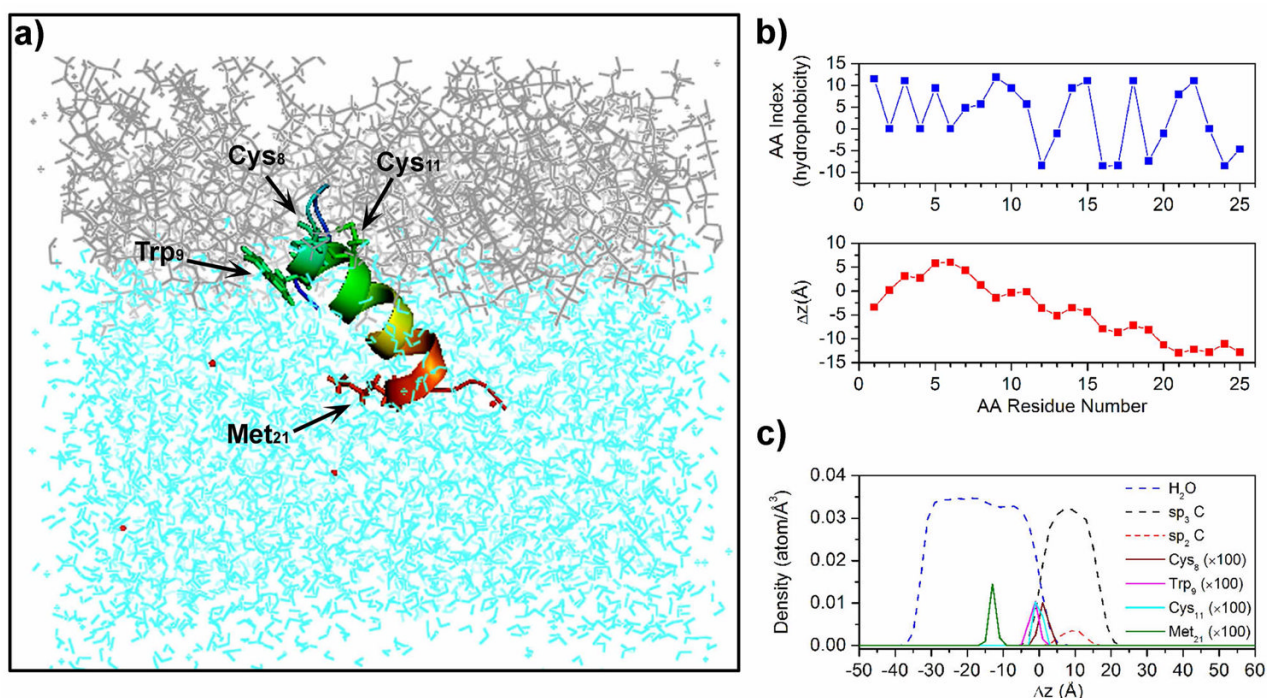 a)
Cys8
Cys11
Trp9
Met21
b)
AA Index
(hydrophobicity)
15
10
5
0
-5
-10
0 5 10 15 20 25
Δz(Å)
10
5
0
-5
-10
-15
0 5 10 15 20 25
AA Residue Number
c)
Density (atom/Å³)
0.04
0.03
0.02
0.01
0.00
H₂O
sp₃ C
sp₂ C
Cys₈ (×100)
Trp₉ (×100)
Cys₁₁ (×100)
Met₂₁ (×100)
-50 -40 -30 -20 -10 0 10 20 30 40 50 60
Δz (Å)